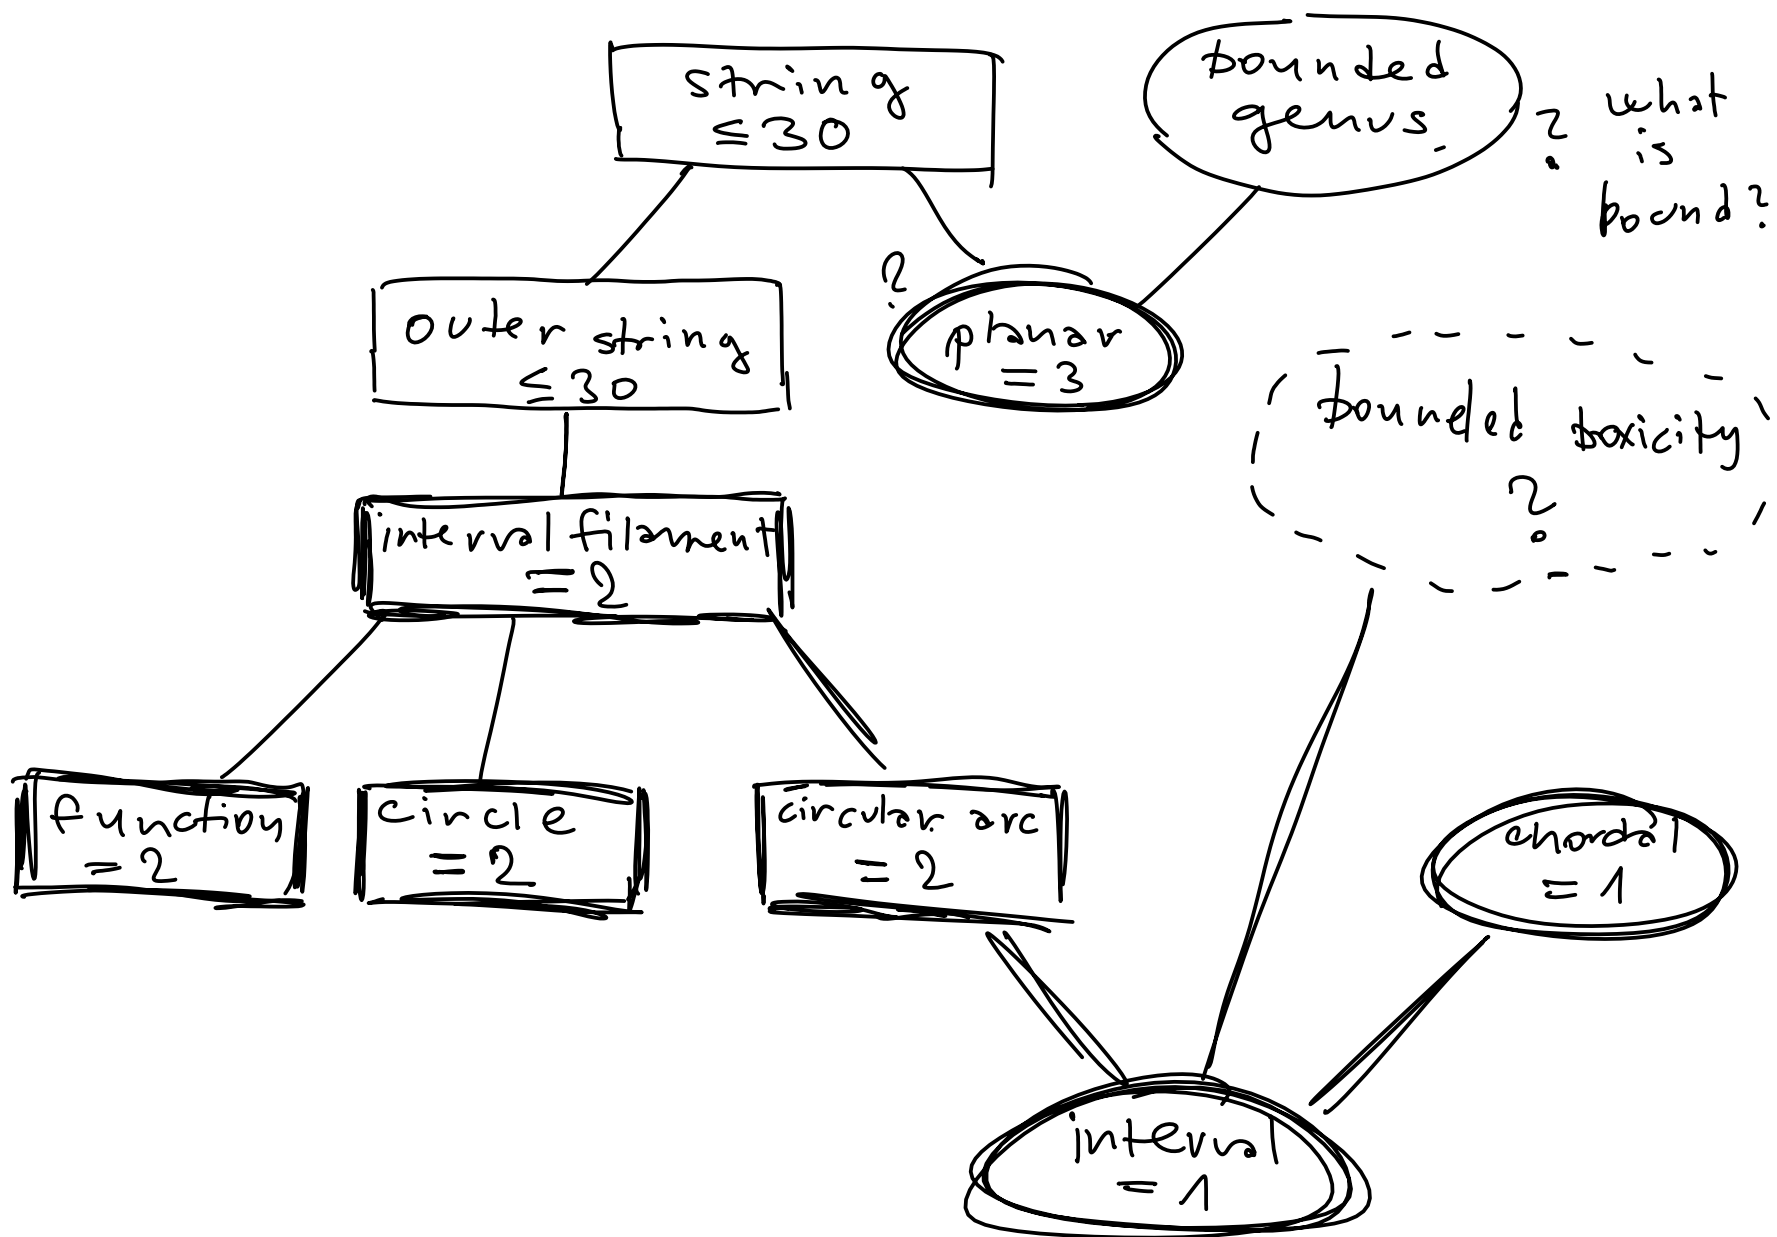 string
≤ 30
bounded
genus
? what
is
bound?
outer string
≤ 30
?
planar
= 3
bounded boxicity
?
interval filament
= 2
function
= 2
circle
= 2
circular arc
= 2
chordal
= 1
interval
= 1